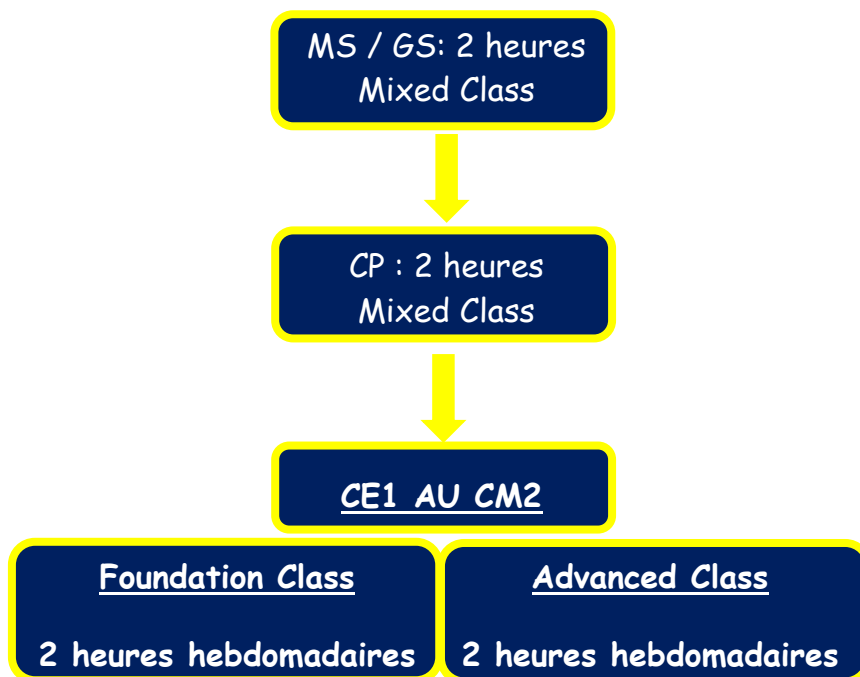 MS / GS: 2 heures
Mixed Class
CP : 2 heures
Mixed Class
CE1 AU CM2
Foundation Class
2 heures hebdomadaires
Advanced Class
2 heures hebdomadaires